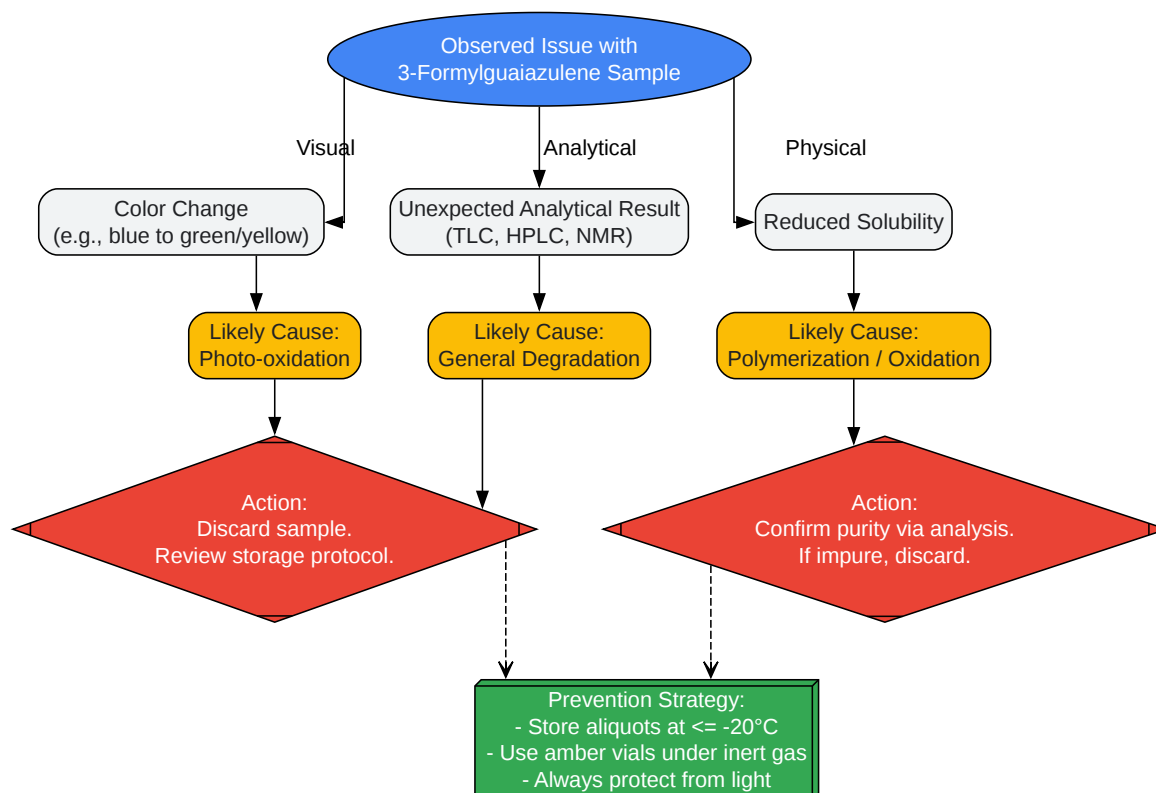 Observed Issue with
3-Formylguaiazulene Sample
Visual
Analytical
Physical
Color Change
(e.g., blue to green/yellow)
Unexpected Analytical Result
(TLC, HPLC, NMR)
Reduced Solubility
Likely Cause:
Photo-oxidation
Likely Cause:
General Degradation
Likely Cause:
Polymerization / Oxidation
Action:
Discard sample.
Review storage protocol.
Action:
Confirm purity via analysis.
If impure, discard.
Prevention Strategy:
- Store aliquots at <= -20°C
- Use amber vials under inert gas
- Always protect from light